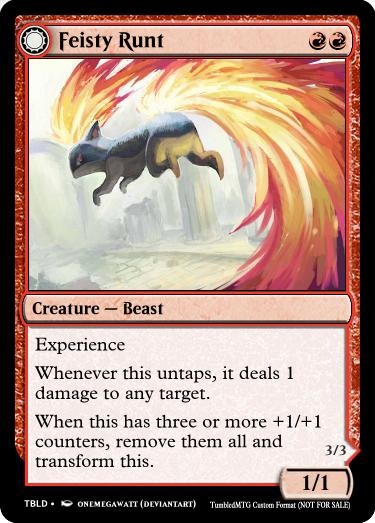 Feisty Runt
Creature — Beast
Experience
Whenever this untaps, it deals 1
damage to any target.
When this has three or more +1/+1
counters, remove them all and
transform this.
3/3
1/1
TBLD • ONEMEGAWATT (DEVIANTART)
TumbledMTG Custom Format (NOT FOR SALE)